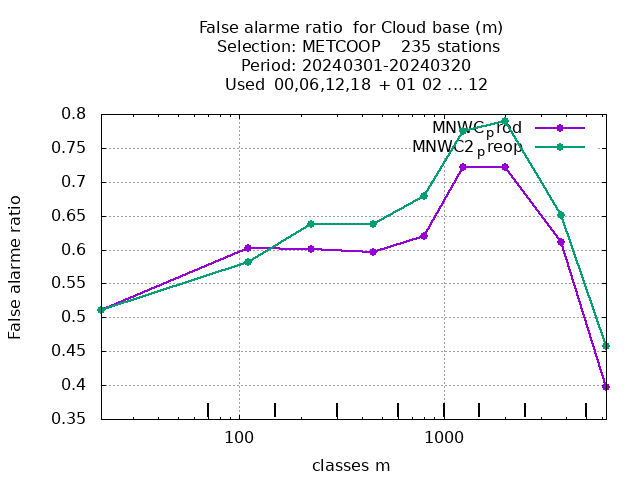 False alarme ratio  for Cloud base (m)
Selection: METCOOP    235 stations
Period: 20240301-20240320
Used  00,06,12,18  + 01 02 ... 12
0.8
0.75
0.7
0.65
0.6
0.55
0.5
0.45
0.4
0.35
False alarme ratio
MNWC_prod
MNWC2_preop
100
1000
classes m